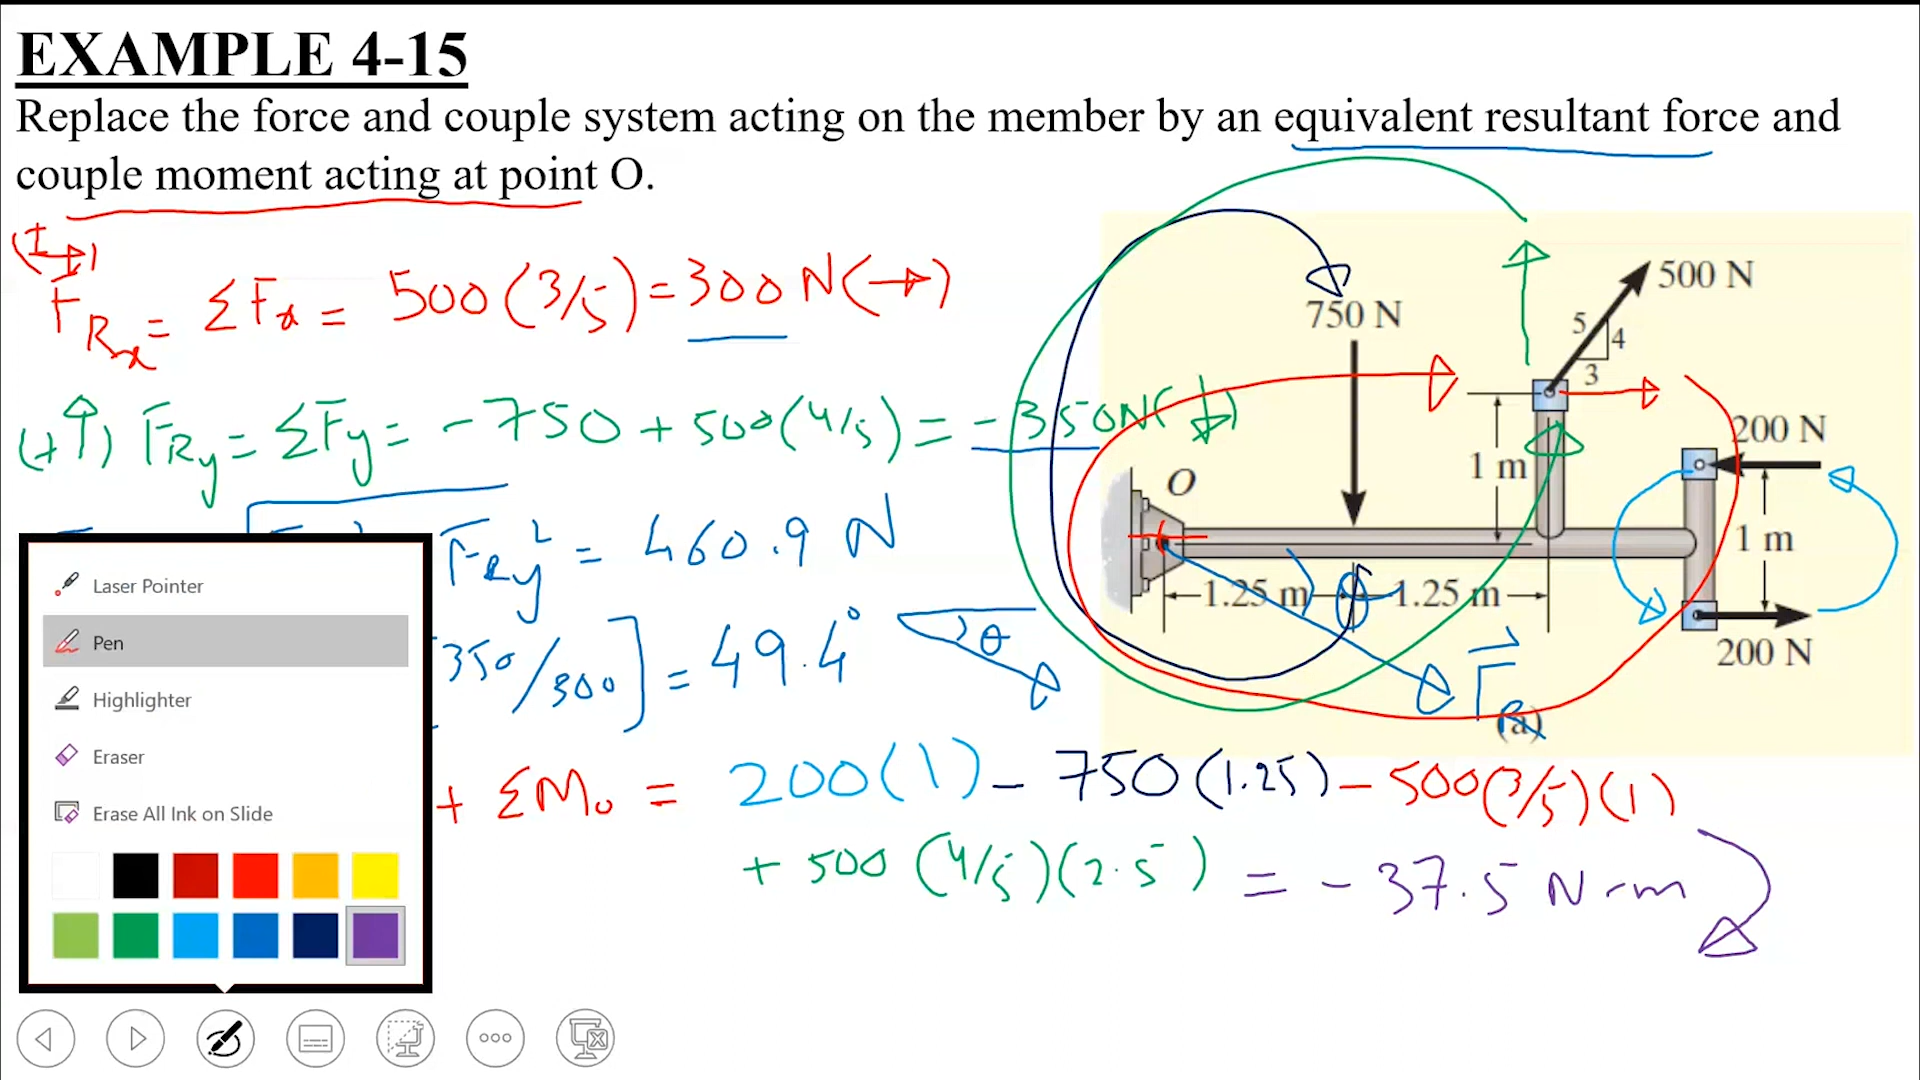 EXAMPLE 4-15
Replace the force and couple system acting on the member by an equivalent resultant force and
couple moment acting at point O.
(+→)
F_Rx = ΣFx = 500(3/5) = 300 N(→)
(+↑) F_Ry = ΣFy = -750 + 500(4/5) = -350N(↓)
F_Ry² = 460.9 N
350/300] = 49.4°
θ
+ ΣMo = 200(1) - 750(1.25) - 500(3/5)(1)
+ 500(4/5)(2.5) = -37.5 N-m
750 N
500 N
5
4
3
200 N
1 m
O
1 m
1.25 m
θ
1.25 m
200 N
F_R
(a)
Laser Pointer
Pen
Highlighter
Eraser
Erase All Ink on Slide